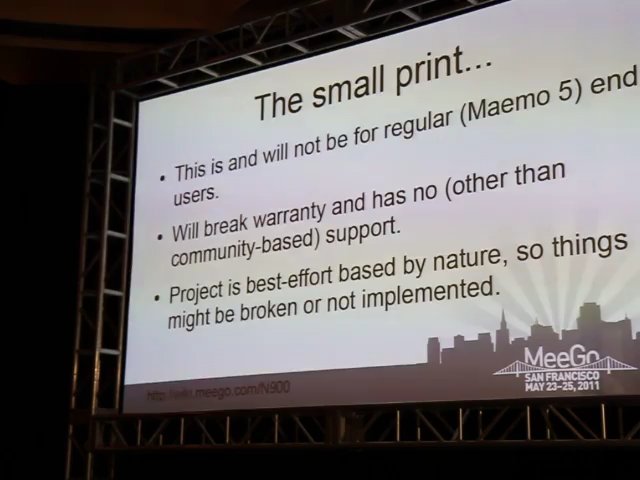 The small print...
• This is and will not be for regular (Maemo 5) end
users.
• Will break warranty and has no (other than
community-based) support.
• Project is best-effort based by nature, so things
might be broken or not implemented.
http://wiki.meego.com/N900
MeeGo
SAN FRANCISCO
MAY 23-25, 2011